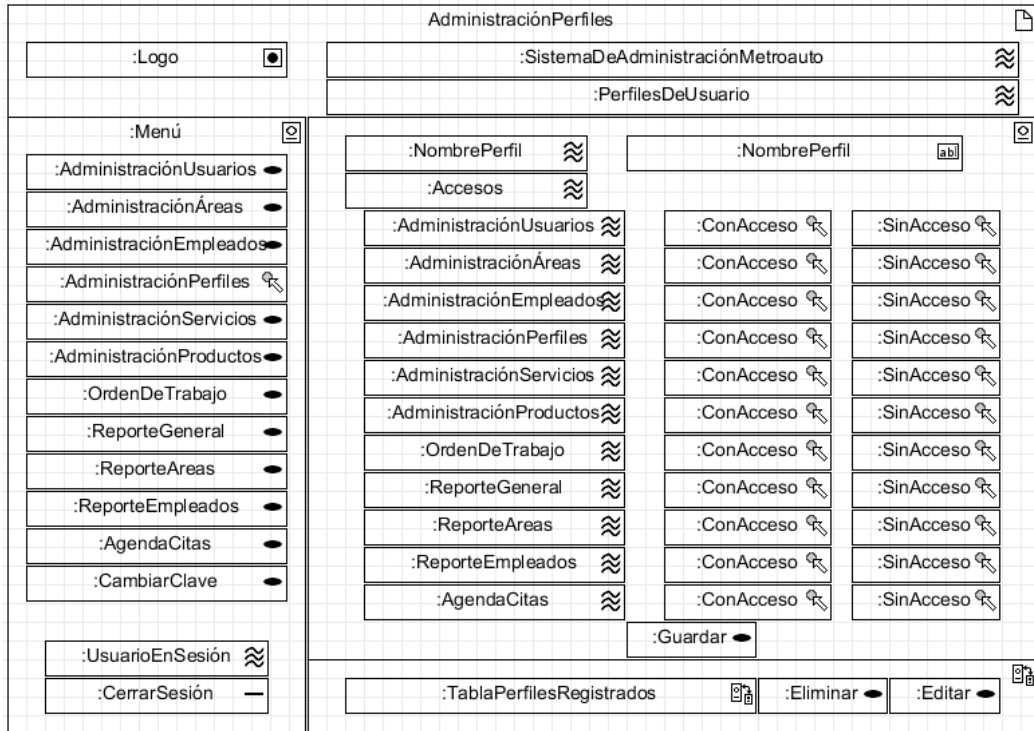 AdministraciónPerfiles
:Logo
:SistemaDeAdministraciónMetroauto
:PerfilesDeUsuario
:Menú
:AdministraciónUsuarios
:AdministraciónÁreas
:AdministraciónEmpleados
:AdministraciónPerfiles
:AdministraciónServicios
:AdministraciónProductos
:OrdenDeTrabajo
:ReporteGeneral
:ReporteAreas
:ReporteEmpleados
:AgendaCitas
:CambiarClave
:UsuarioEnSesión
:CerrarSesión
:NombrePerfil :NombrePerfil abl
:Accesos
:AdministraciónUsuarios :ConAcceso :SinAcceso
:AdministraciónÁreas :ConAcceso :SinAcceso
:AdministraciónEmpleados :ConAcceso :SinAcceso
:AdministraciónPerfiles :ConAcceso :SinAcceso
:AdministraciónServicios :ConAcceso :SinAcceso
:AdministraciónProductos :ConAcceso :SinAcceso
:OrdenDeTrabajo :ConAcceso :SinAcceso
:ReporteGeneral :ConAcceso :SinAcceso
:ReporteAreas :ConAcceso :SinAcceso
:ReporteEmpleados :ConAcceso :SinAcceso
:AgendaCitas :ConAcceso :SinAcceso
:Guardar
:TablaPerfilesRegistrados :Eliminar :Editar